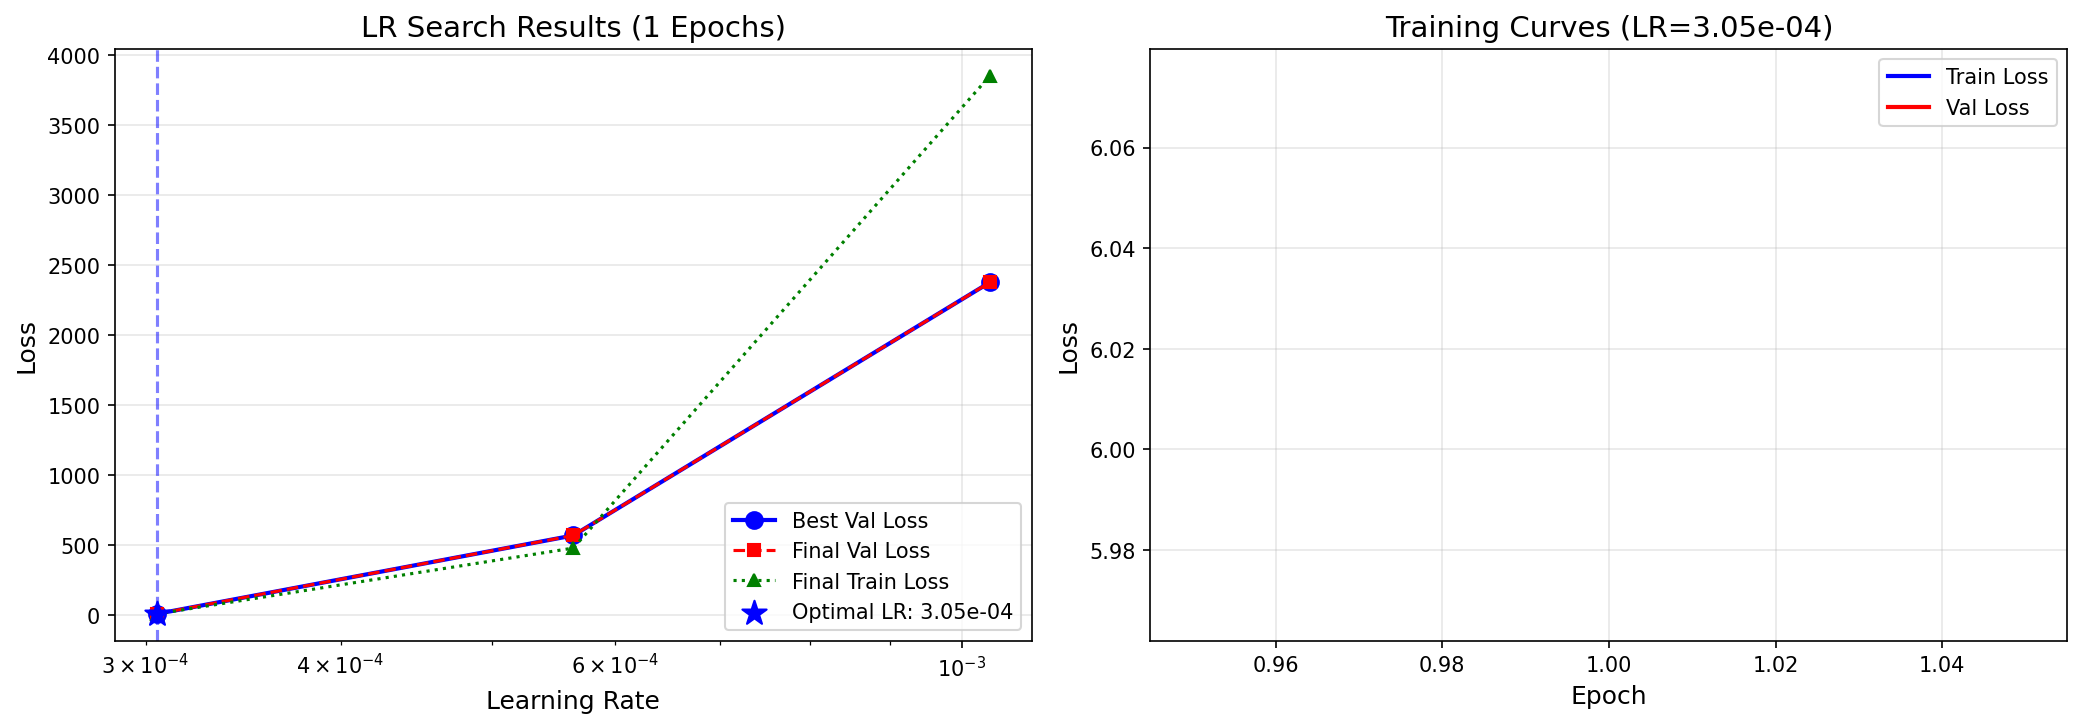 LR Search Results (1 Epochs)
4000
3500
3000
2500
2000
1500
1000
500
0
Loss
3 × 10⁻⁴
4 × 10⁻⁴
6 × 10⁻⁴
10⁻³
Learning Rate
Best Val Loss
Final Val Loss
Final Train Loss
Optimal LR: 3.05e-04
Training Curves (LR=3.05e-04)
Train Loss
Val Loss
6.06
6.04
6.02
6.00
5.98
Loss
0.96
0.98
1.00
1.02
1.04
Epoch